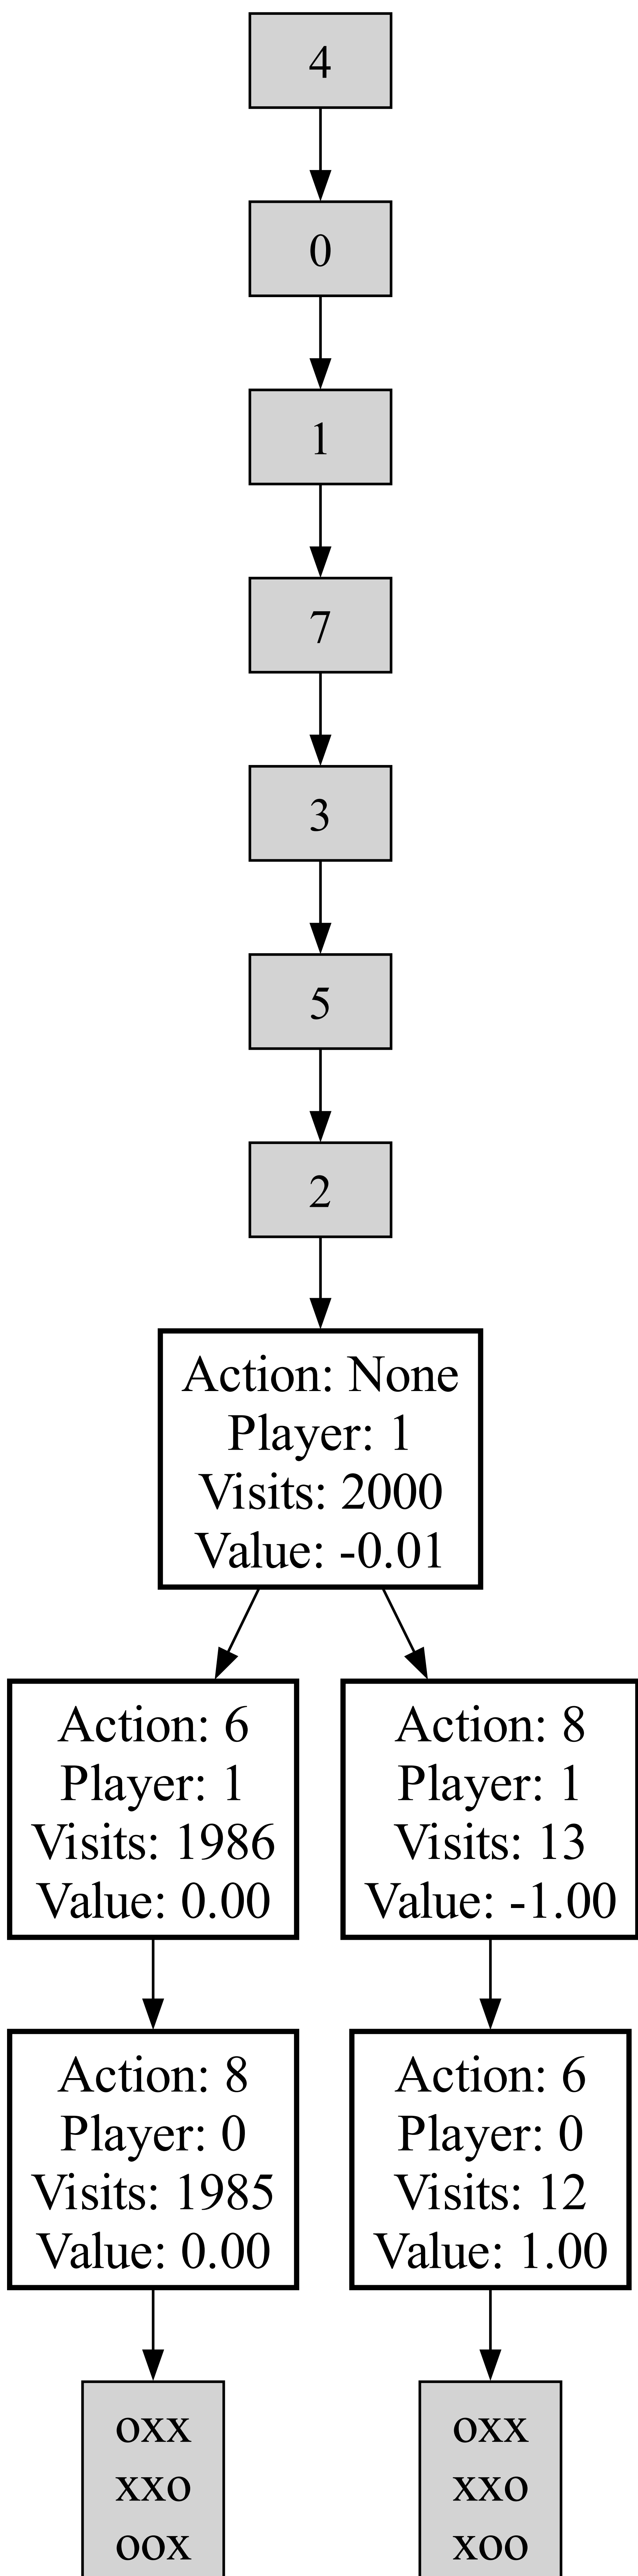 4
0
1
7
3
5
2
Action: None
Player: 1
Visits: 2000
Value: -0.01
Action: 6
Player: 1
Visits: 1986
Value: 0.00
Action: 8
Player: 1
Visits: 13
Value: -1.00
Action: 8
Player: 0
Visits: 1985
Value: 0.00
Action: 6
Player: 0
Visits: 12
Value: 1.00
oxx
xxo
oox
oxx
xxo
xoo